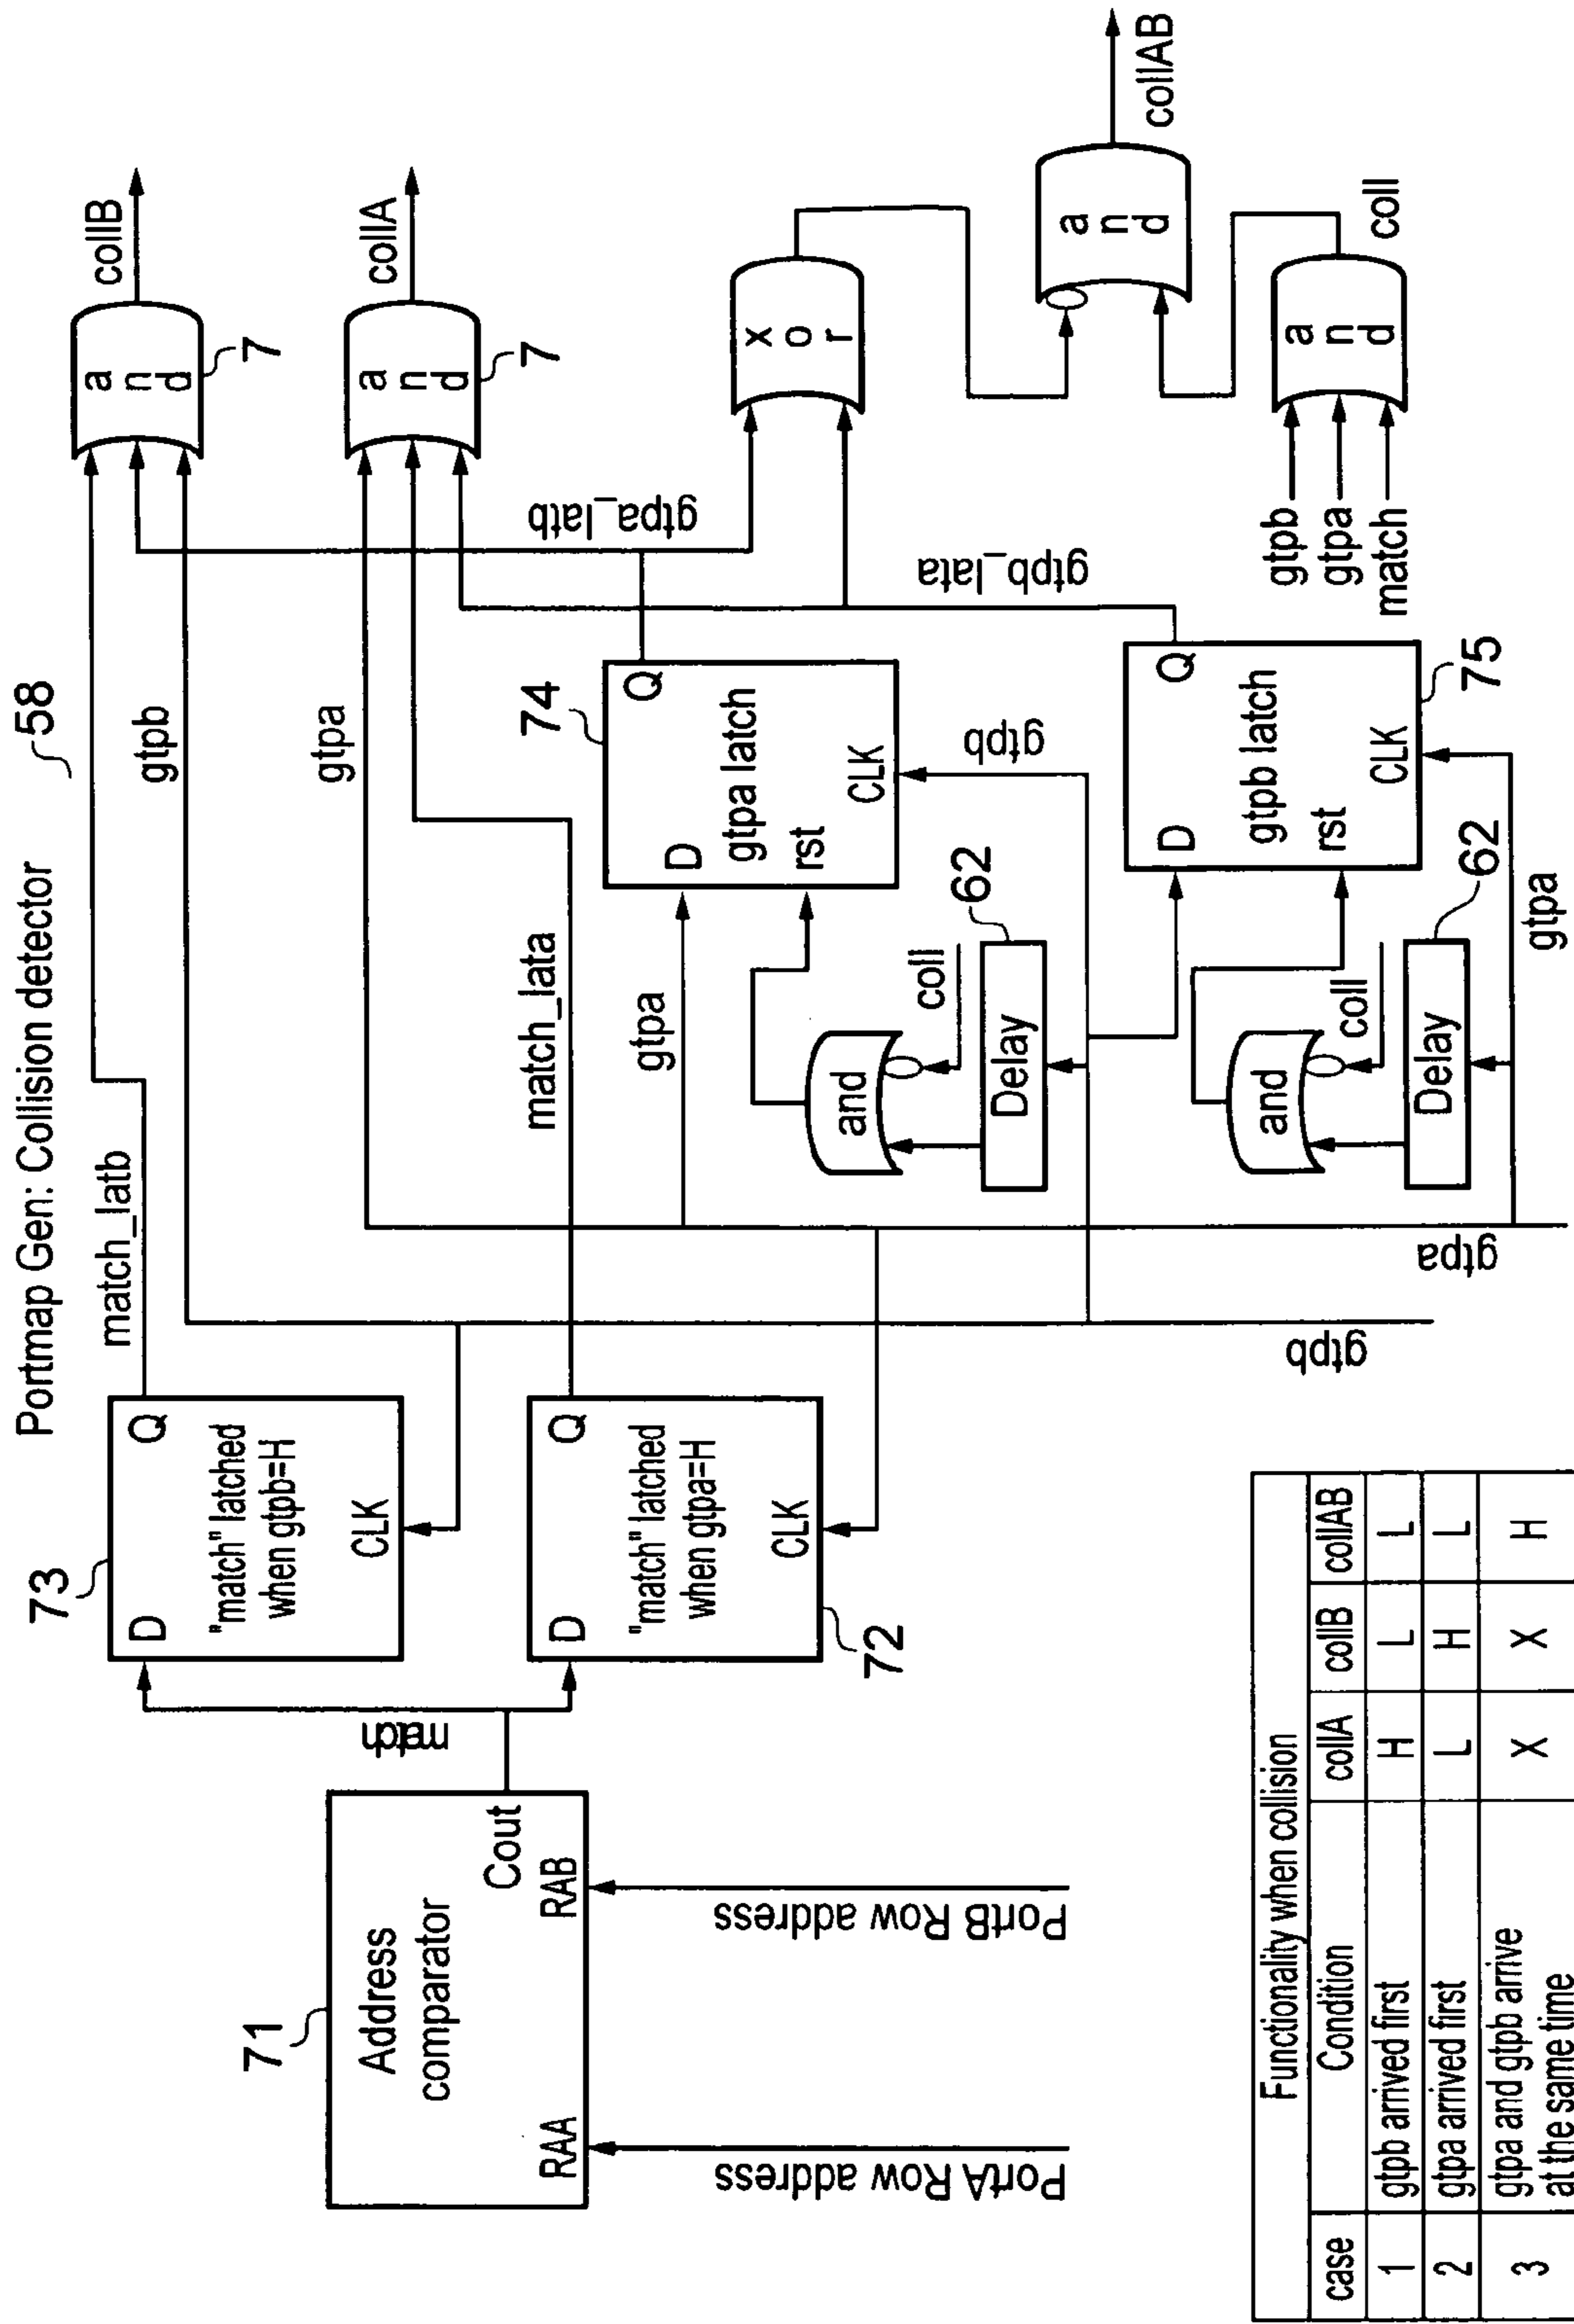 Portmap Gen: Collision detector
58
71
Address
comparator
Cout
RAA
RAB
PortA Row address
PortB Row address
match
73
D
Q
"match" latched
when gtpb=H
CLK
72
D
Q
"match" latched
when gtpa=H
CLK
match_latb
gtpb
gtpa
match_lata
gtpa
gtpb
gtpa
74
D
Q
gtpa latch
rst
CLK
gtpb
and
coll
62
Delay
75
D
Q
gtpb latch
rst
CLK
gtpa
and
coll
62
Delay
gtpa_latb
gtpb_lata
and
7
collB
and
7
collA
xor
and
collAB
gtpb
gtpa
match
and
coll
Functionality when collision
case Condition collA collB collAB
1 gtpb arrived first H L L
2 gtpa arrived first L H L
3 gtpa and gtpb arrive
at the same time X X H